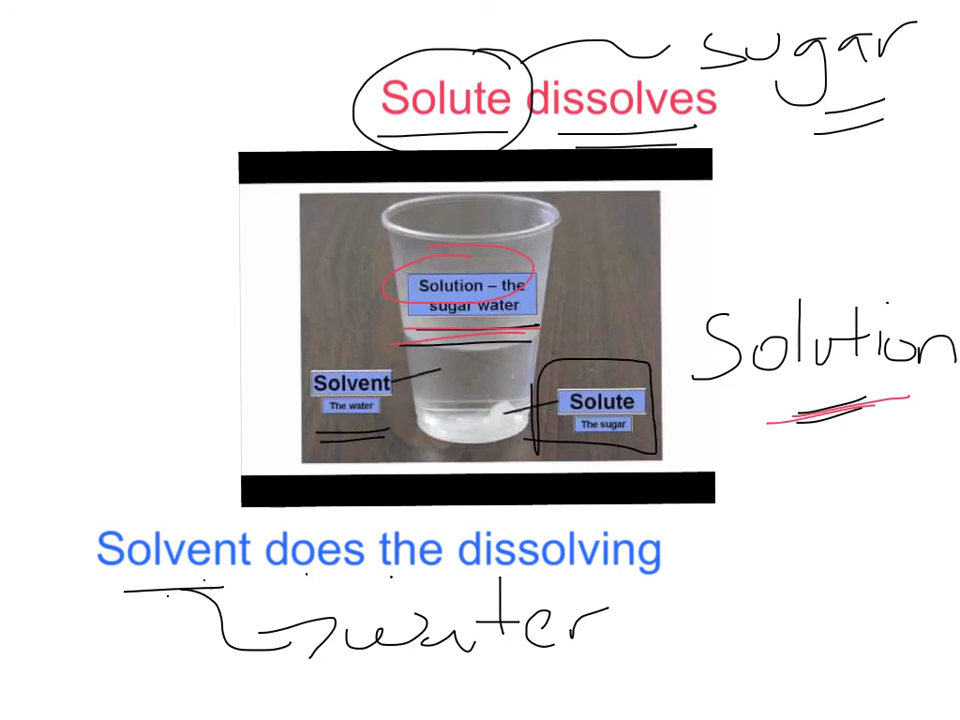 sugar
Solute dissolves
Solution – the
sugar water
Solution
Solvent
The water
Solute
The sugar
Solvent does the dissolving
water